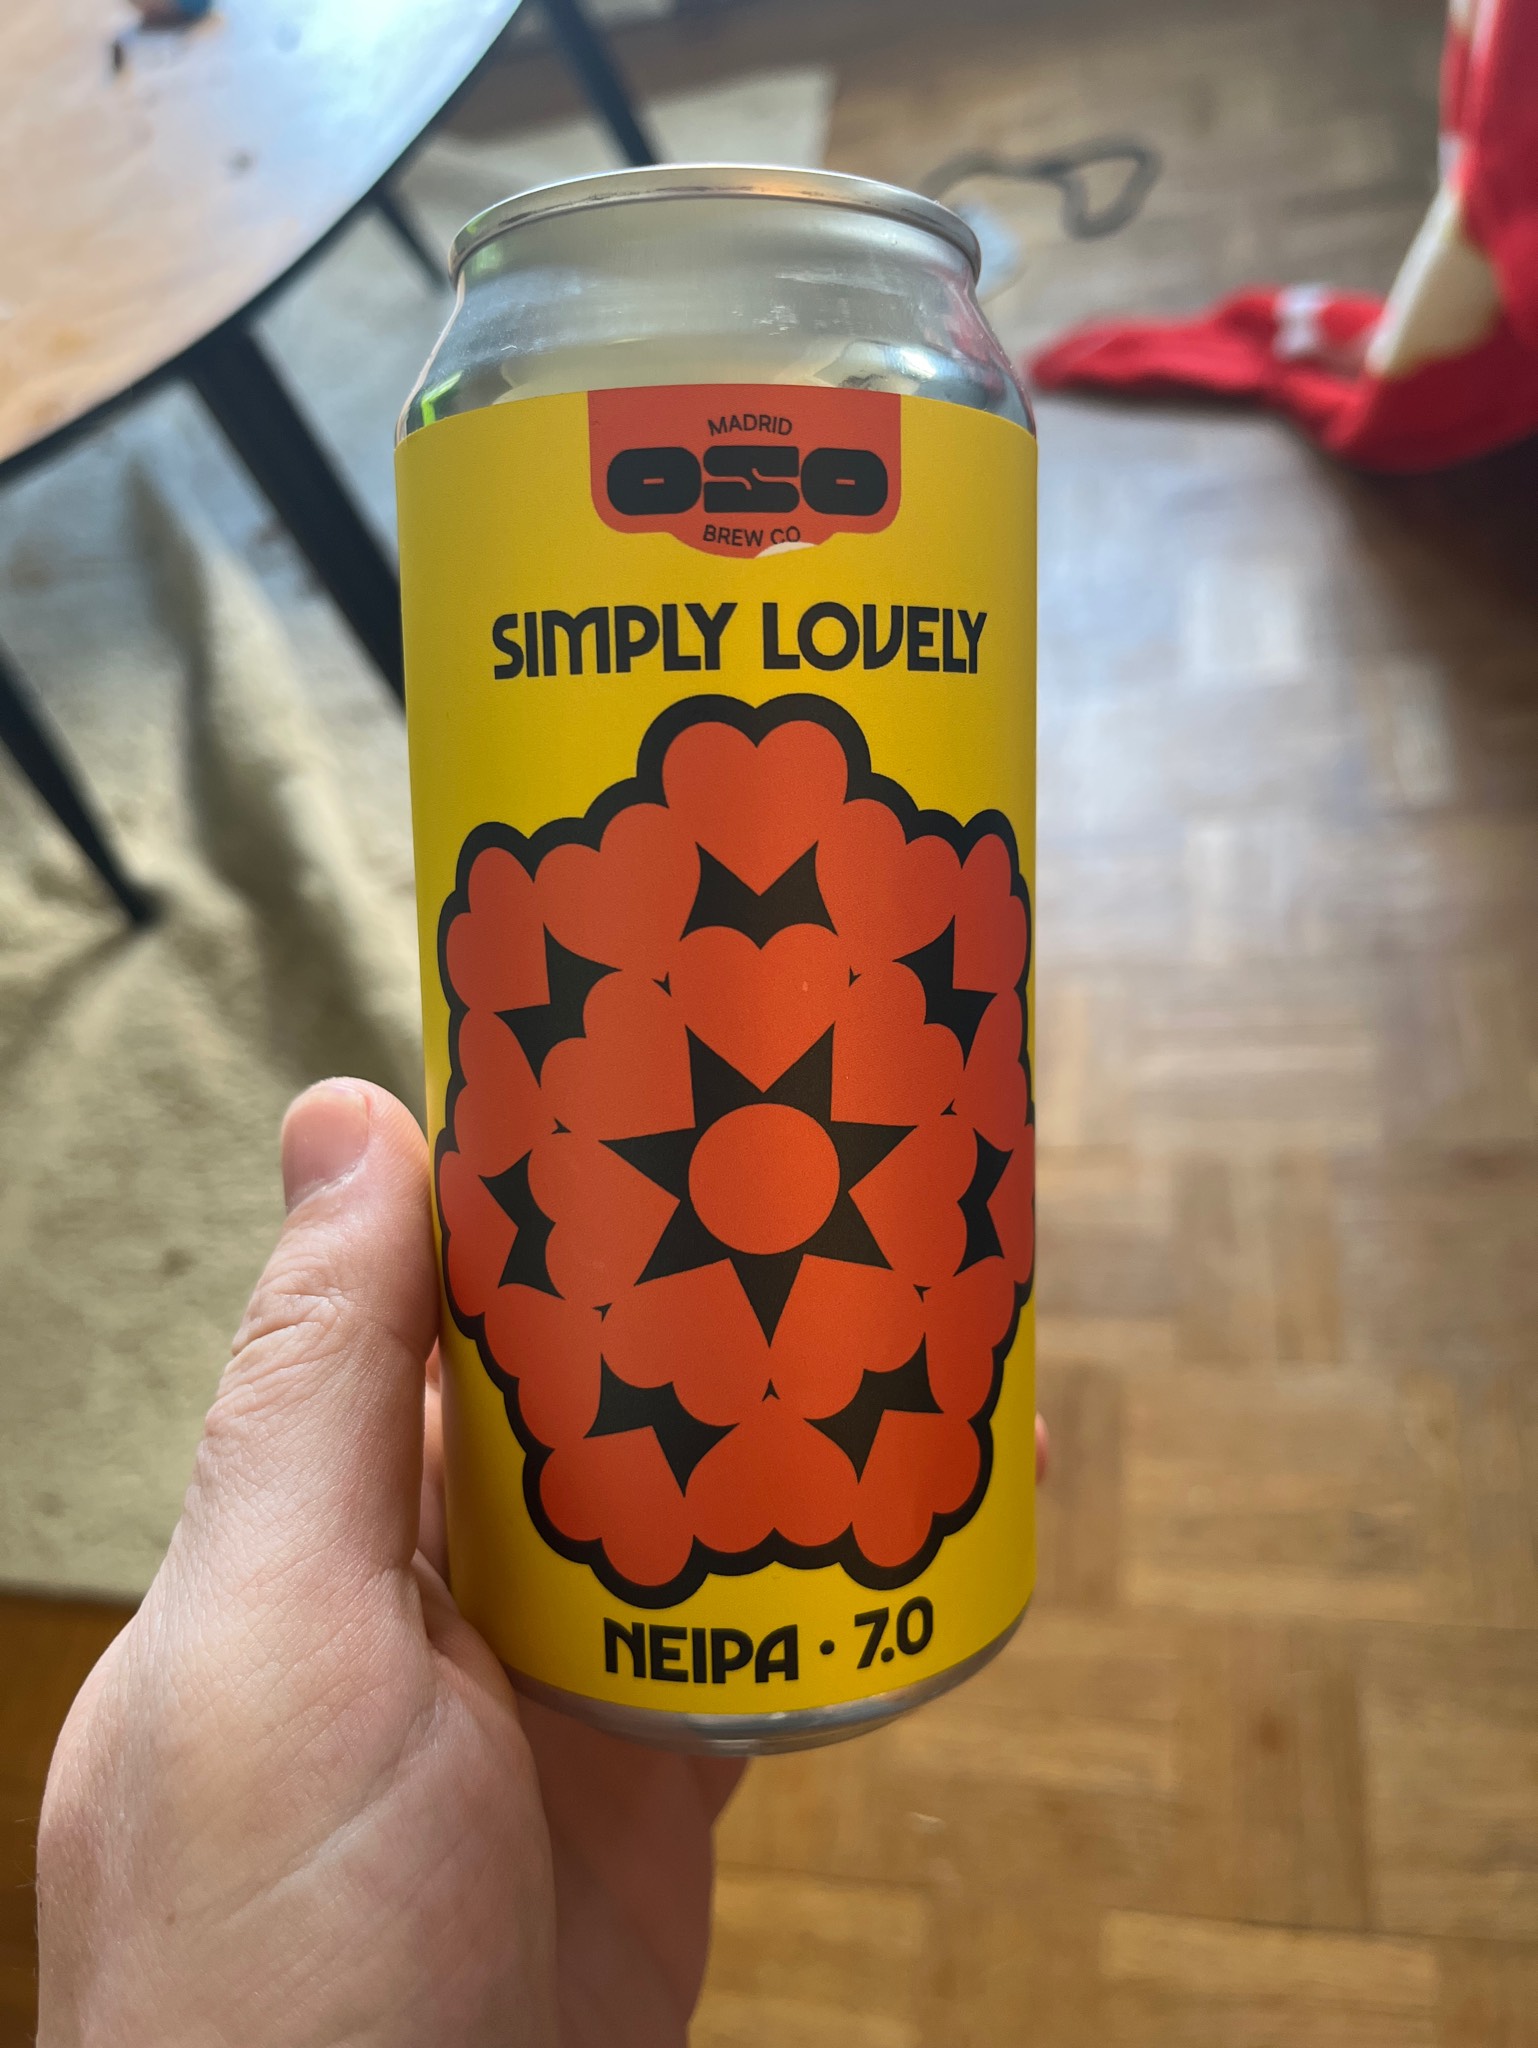 MADRID
OSO
BREW CO
SIMPLY LOVELY
NEIPA · 7.0